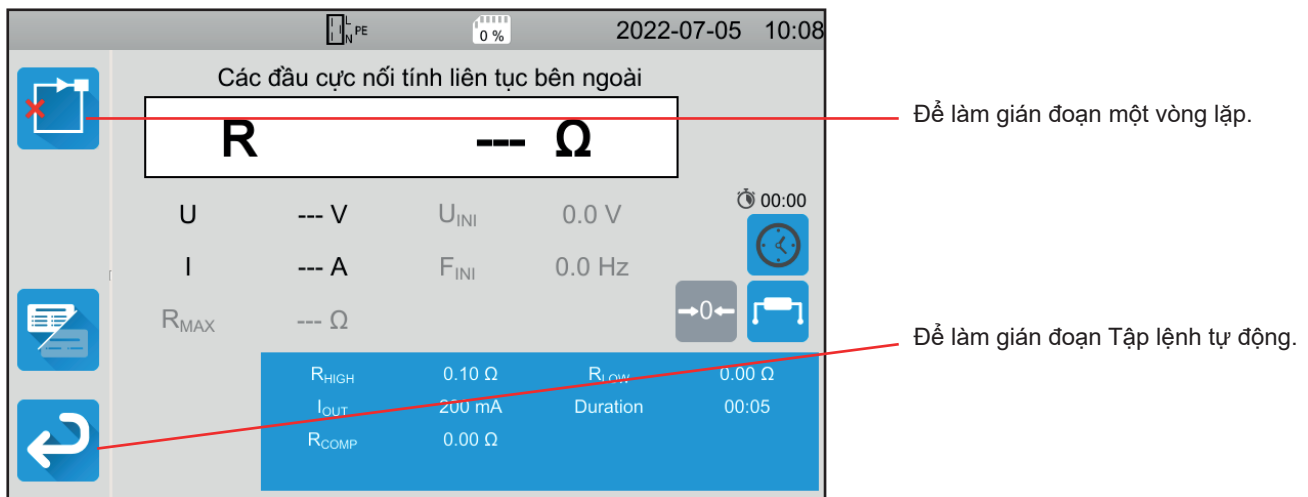 L
N PE
0 %
2022-07-05 10:08
Các đầu cực nối tính liên tục bên ngoài
R --- Ω
Để làm gián đoạn một vòng lặp.
00:00
U --- V UINI 0.0 V
I --- A FINI 0.0 Hz
RMAX --- Ω
→0←
Để làm gián đoạn Tập lệnh tự động.
RHIGH 0.10 Ω RLOW 0.00 Ω
IOUT 200 mA Duration 00:05
RCOMP 0.00 Ω